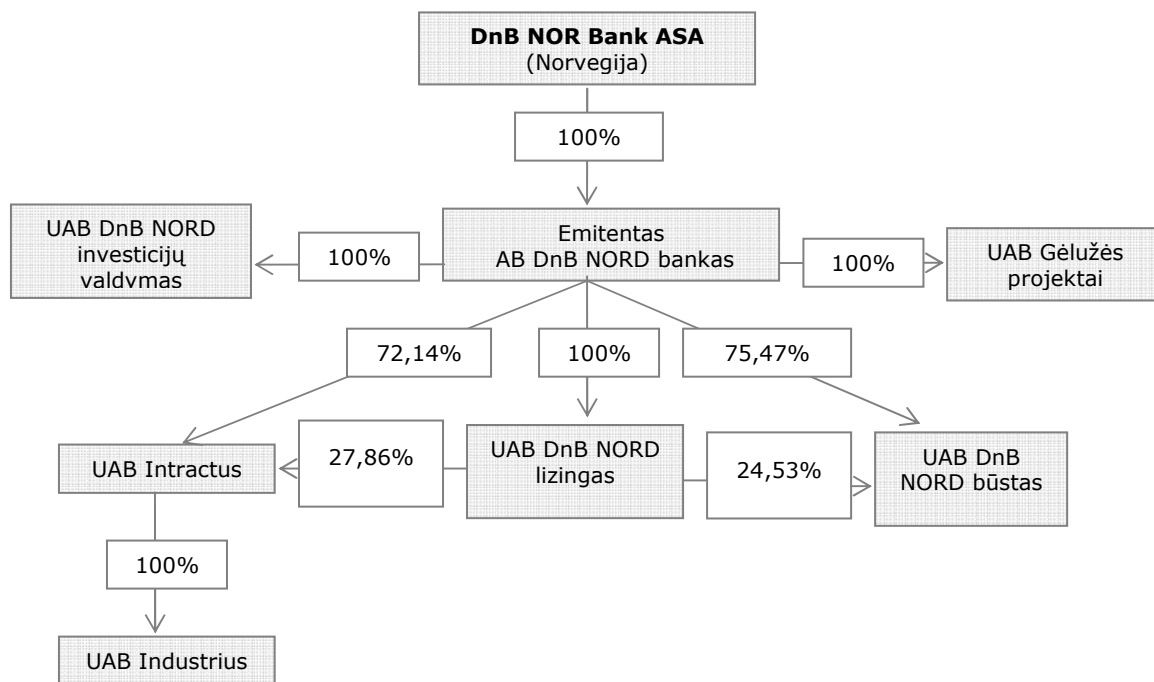 DnB NOR Bank ASA
(Norvegija)
100%
UAB DnB NORD
investicijų
valdvmas
100%
Emitentas
AB DnB NORD bankas
100%
UAB Gėlužės
projektai
72,14%
100%
75,47%
UAB Intractus
27,86%
UAB DnB NORD
lizingas
24,53%
UAB DnB
NORD būstas
100%
UAB Industrius